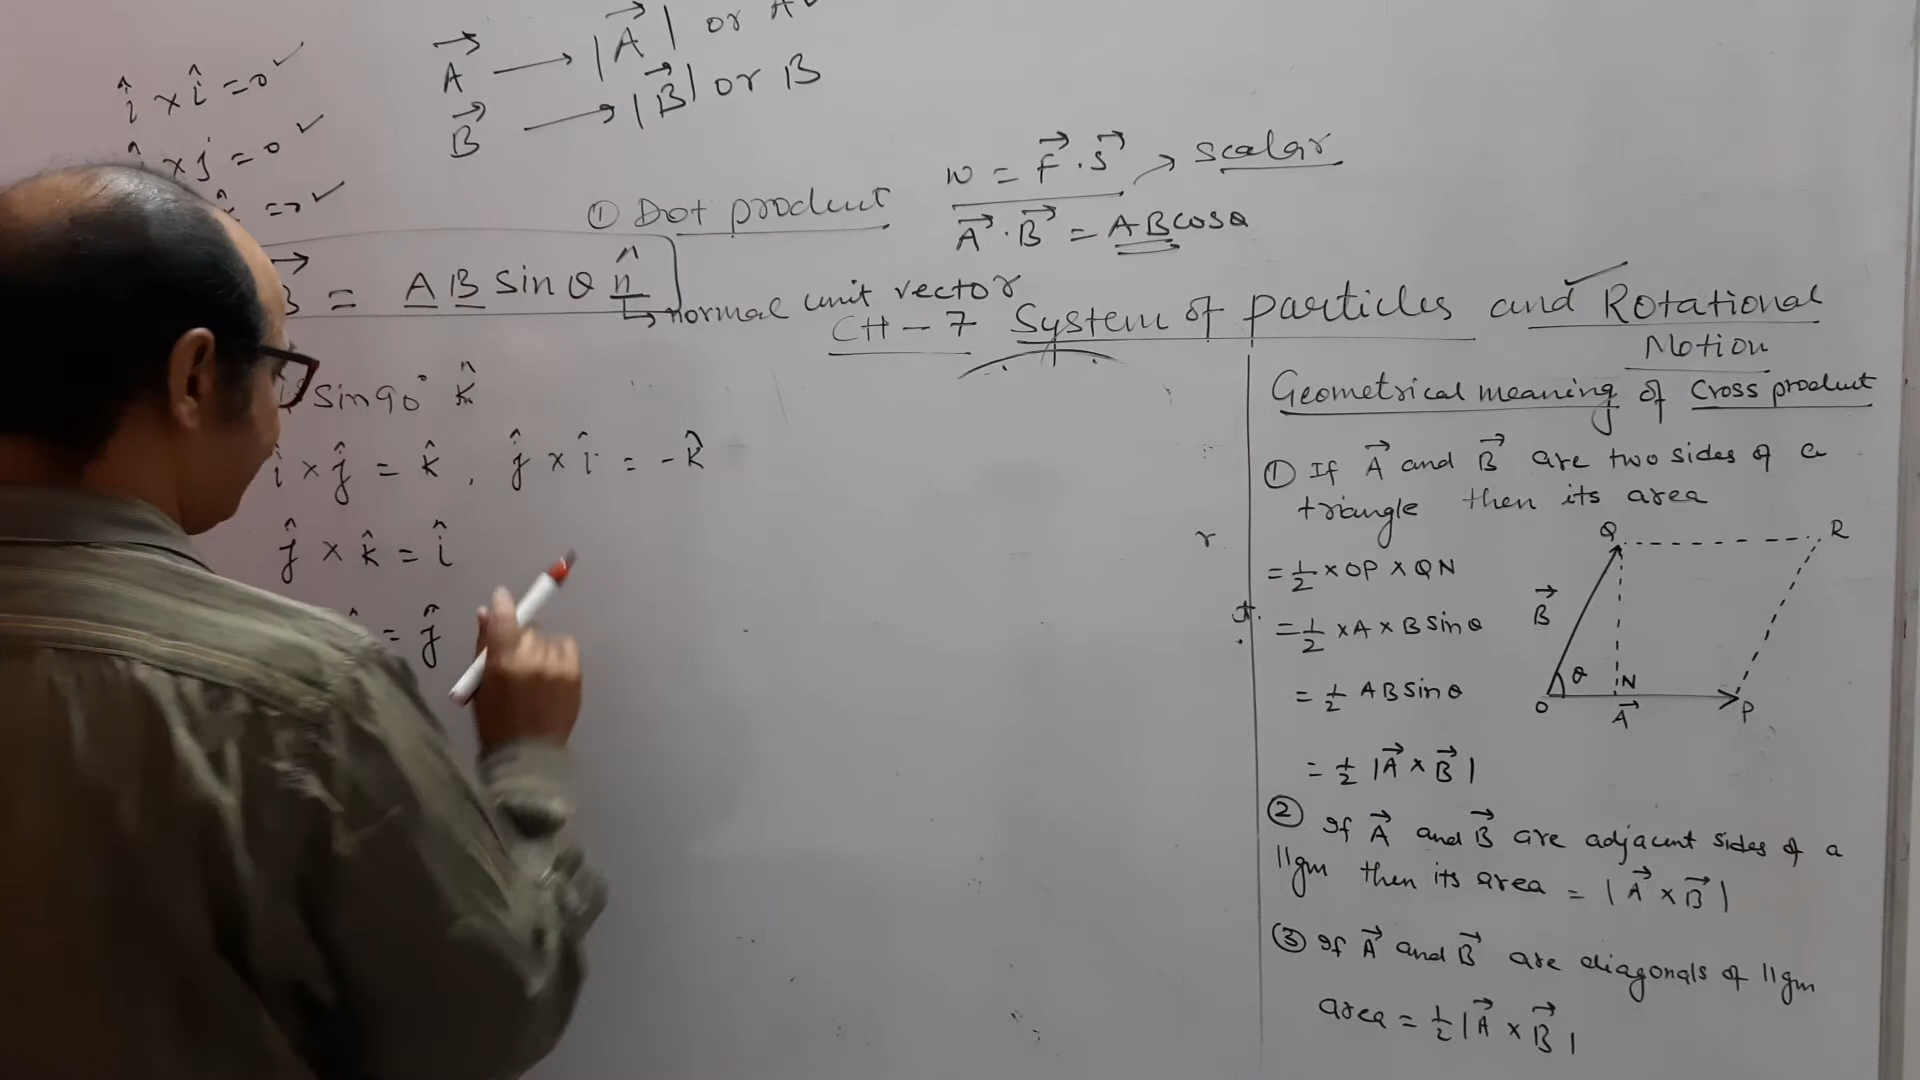 î × î = 0 ✓
× ĵ = 0 ✓
= 0 ✓
A⃗ → |A⃗| or A
B⃗ → |B⃗| or B
① Dot product
W = F⃗ . S⃗ → scalar
A⃗ . B⃗ = AB cos θ
B⃗ = AB sin θ n̂
↳ normal unit vector
CH - 7 System of particles and Rotational
Motion
sin 90° k̂
î × ĵ = k̂ , ĵ × î = - k̂
ĵ × k̂ = î
= ĵ
Geometrical meaning of Cross product
① If A⃗ and B⃗ are two sides of a
triangle then its area
= 1/2 × OP × QN
= 1/2 × A × B sin θ
= 1/2 AB sin θ
= 1/2 |A⃗ × B⃗|
Q R
B⃗
θ N
O A⃗ P
② If A⃗ and B⃗ are adjacent sides of a
||gm then its area = |A⃗ × B⃗|
③ If A⃗ and B⃗ are diagonals of ||gm
area = 1/2 |A⃗ × B⃗|